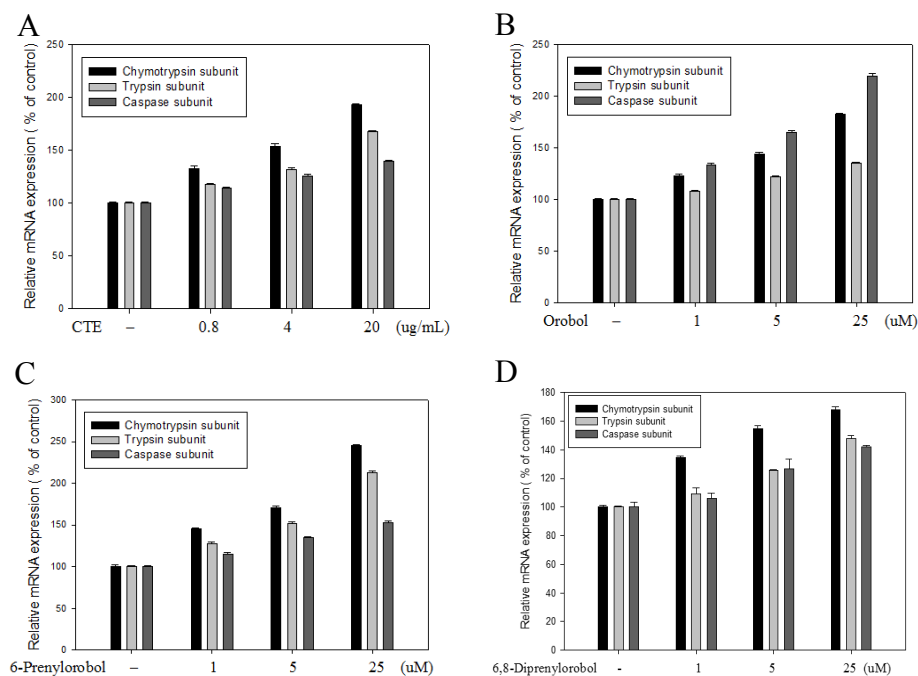 A
Relative mRNA expression ( % of control)
250
200
150
100
50
0
Chymotrypsin subunit
Trypsin subunit
Caspase subunit
CTE – 0.8 4 20 (ug/mL)
B
Relative mRNA expression ( % of control)
250
200
150
100
50
0
Chymotrypsin subunit
Trypsin subunit
Caspase subunit
Orobol – 1 5 25 (uM)
C
Relative mRNA expression ( % of control)
300
250
200
150
100
50
0
Chymotrypsin subunit
Trypsin subunit
Caspase subunit
6-Prenylorobol – 1 5 25 (uM)
D
Relative mRNA expression ( % of control)
180
160
140
120
100
80
60
40
20
0
Chymotrypsin subunit
Trypsin subunit
Caspase subunit
6,8-Diprenylorobol - 1 5 25 (uM)